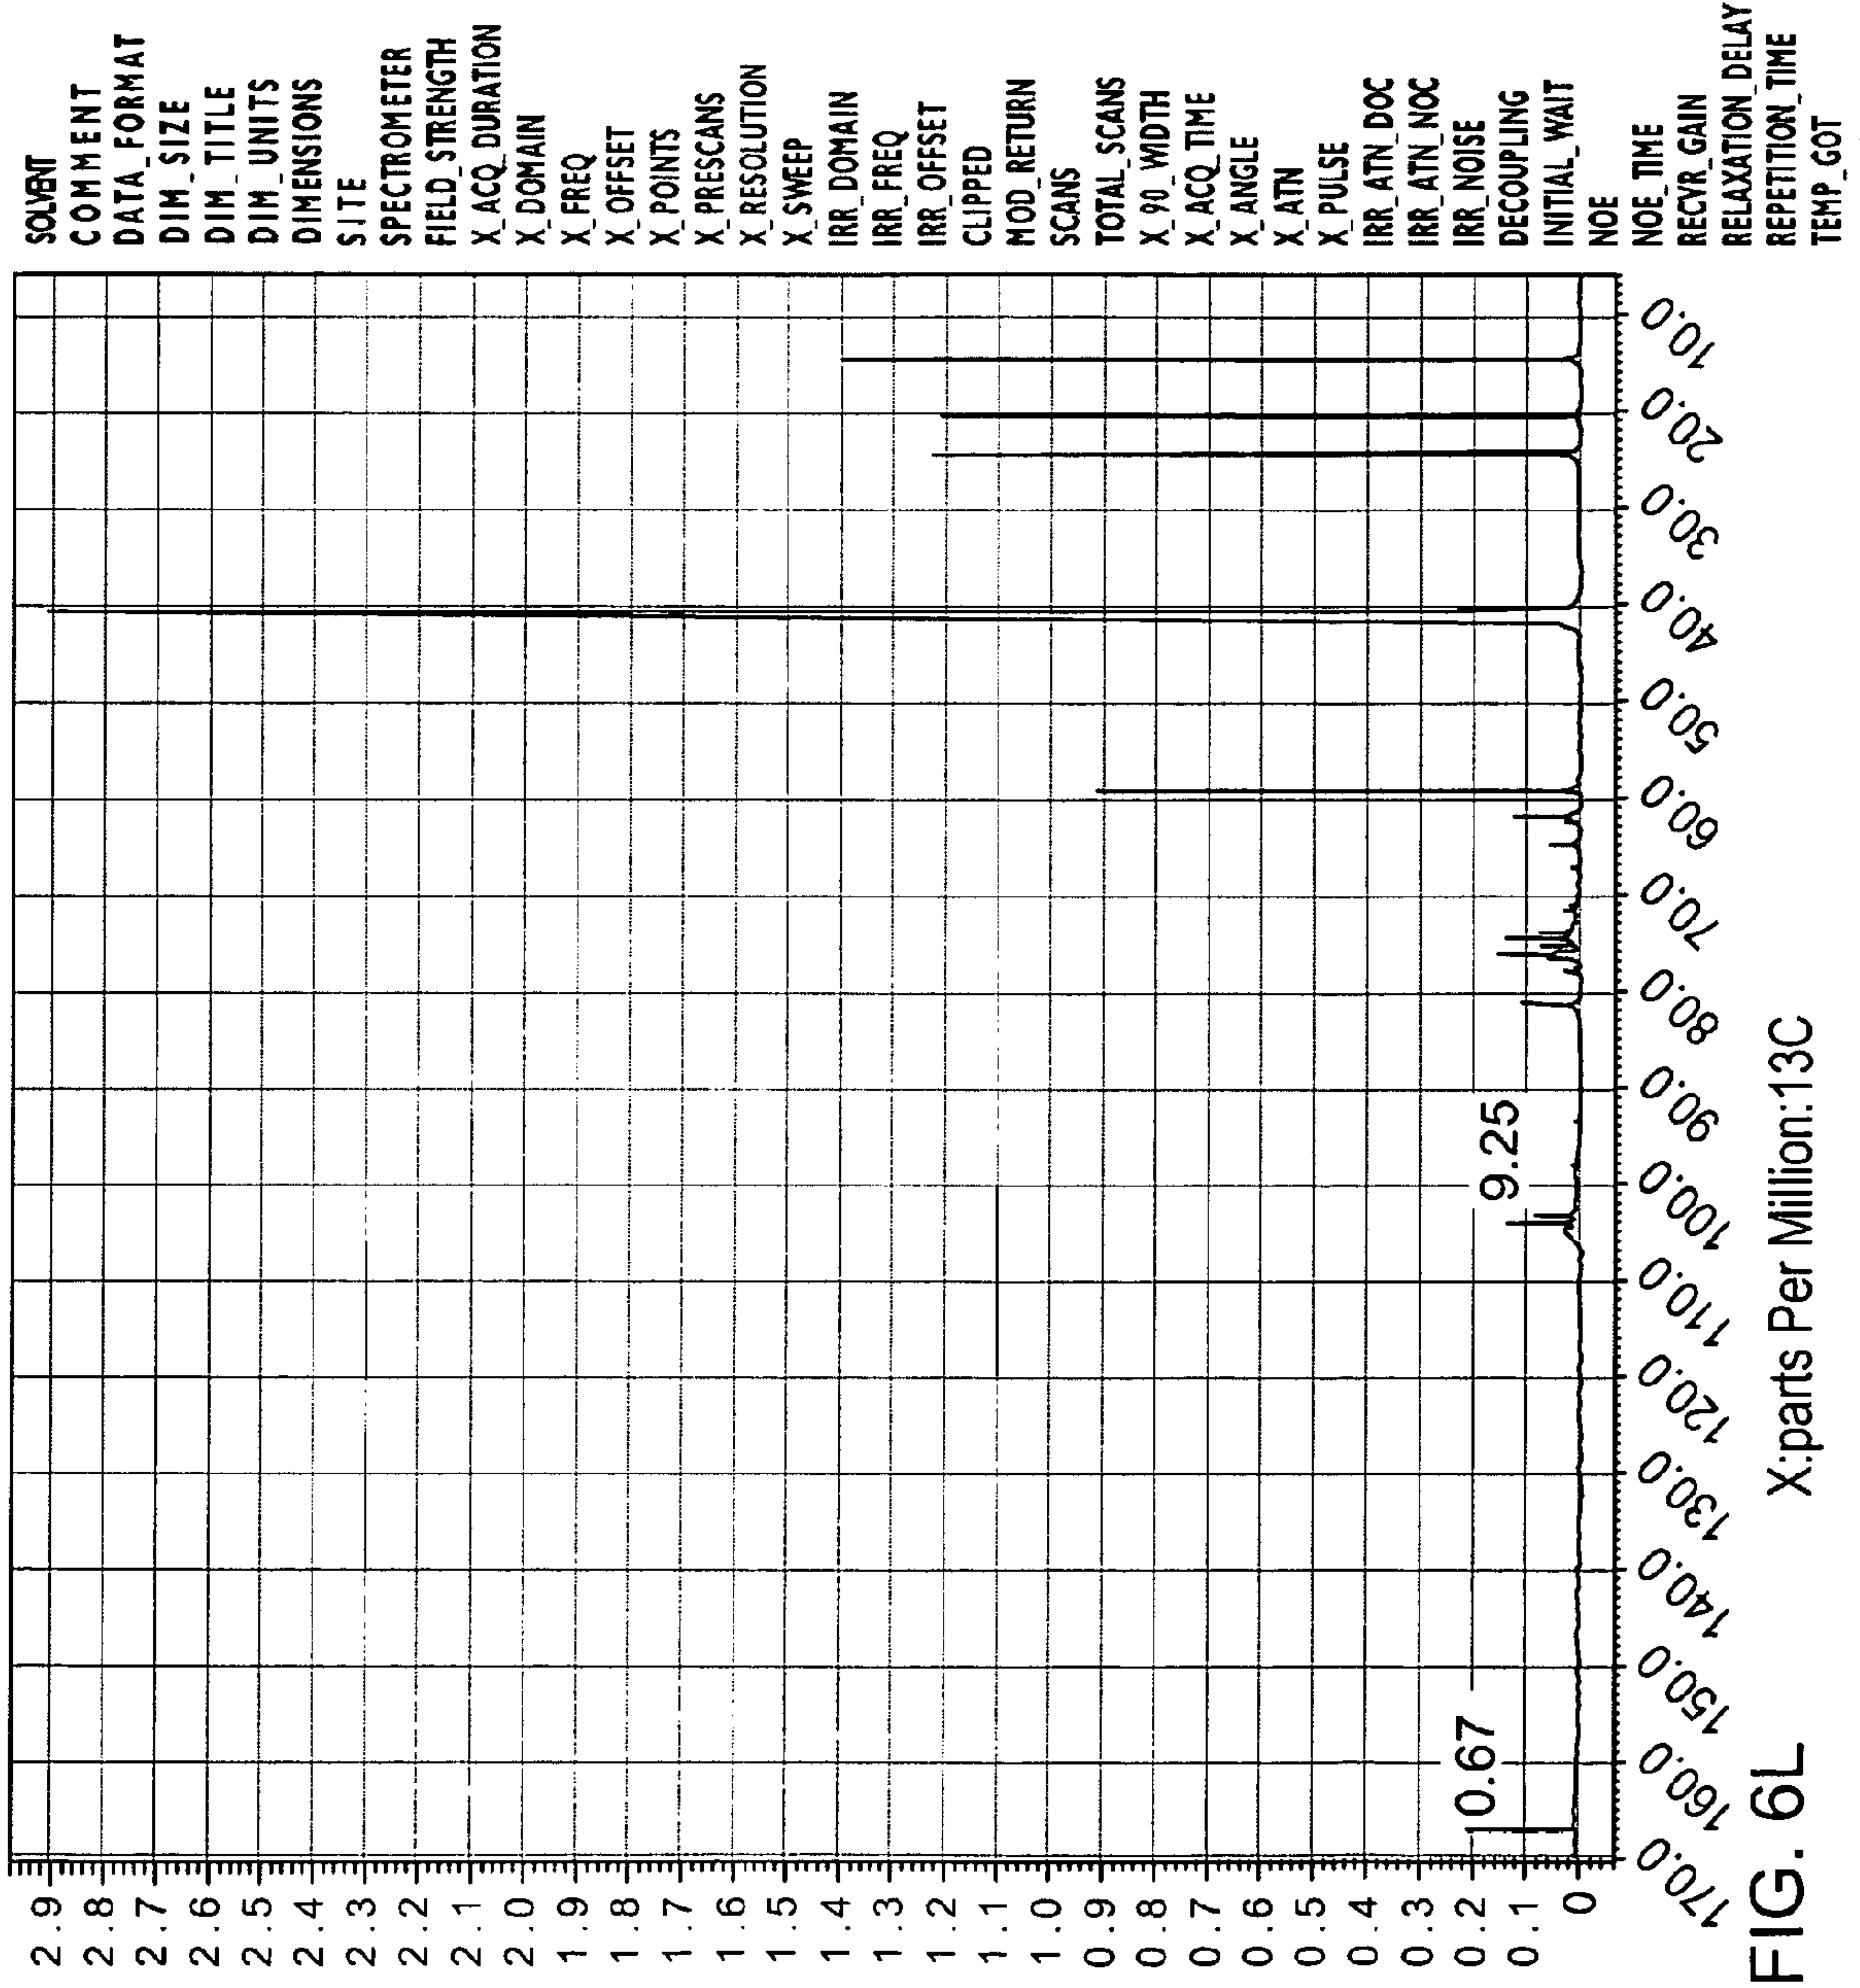 SOLVENT
COMMENT
DATA_FORMAT
DIM_SIZE
DIM_TITLE
DIM_UNITS
DIMENSIONS
SITE
SPECTROMETER
FIELD_STRENGTH
X_ACQ_DURATION
X_DOMAIN
X_FREQ
X_OFFSET
X_POINTS
X_PRESCANS
X_RESOLUTION
X_SWEEP
IRR_DOMAIN
IRR_FREQ
IRR_OFFSET
CLIPPED
MOD_RETURN
SCANS
TOTAL_SCANS
X_90_WIDTH
X_ACQ_TIME
X_ANGLE
X_ATN
X_PULSE
IRR_ATN_DOC
IRR_ATN_NOC
IRR_NOISE
DECOUPLING
INITIAL_WAIT
NOE
NOE_TIME
RECVR_GAIN
RELAXATION_DELAY
REPETITION_TIME
TEMP_GOT
2.9
2.8
2.7
2.6
2.5
2.4
2.3
2.2
2.1
2.0
1.9
1.8
1.7
1.6
1.5
1.4
1.3
1.2
1.1
1.0
0.9
0.8
0.7
0.6
0.5
0.4
0.3
0.2
0.1
0
0.67
9.25
170.0 160.0 150.0 140.0 130.0 120.0 110.0 100.0 90.0 80.0 70.0 60.0 50.0 40.0 30.0 20.0 10.0
X:parts Per Million:13C
FIG. 6L